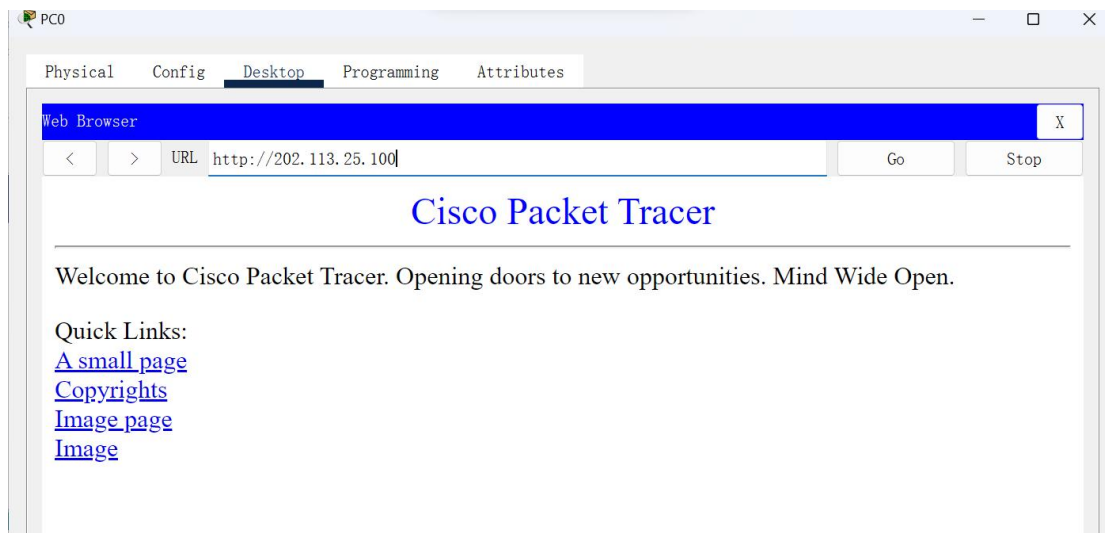 PC0
Physical Config Desktop Programming Attributes
Web Browser X
< > URL http://202.113.25.100 Go Stop
Cisco Packet Tracer
Welcome to Cisco Packet Tracer. Opening doors to new opportunities. Mind Wide Open.
Quick Links:
A small page
Copyrights
Image page
Image